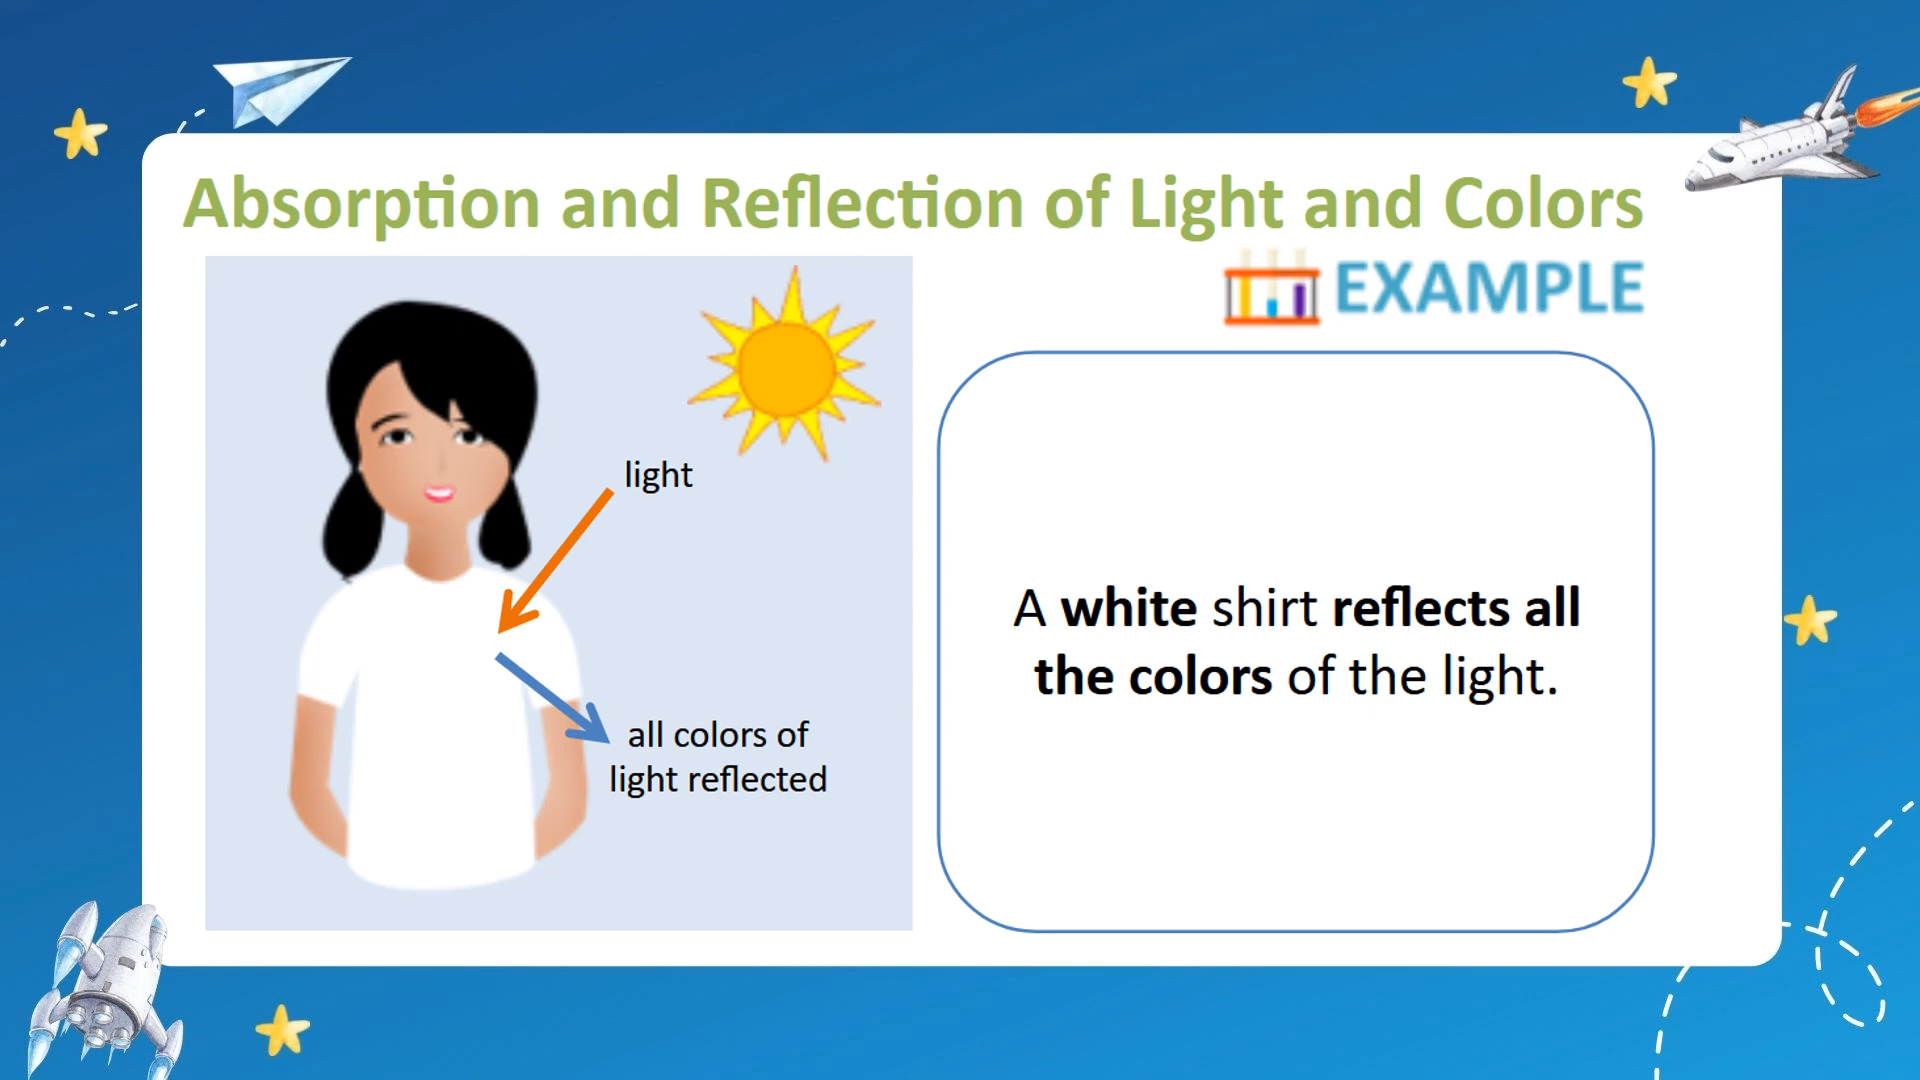 Absorption and Reflection of Light and Colors
EXAMPLE
light
all colors of
light reflected
A white shirt reflects all
the colors of the light.